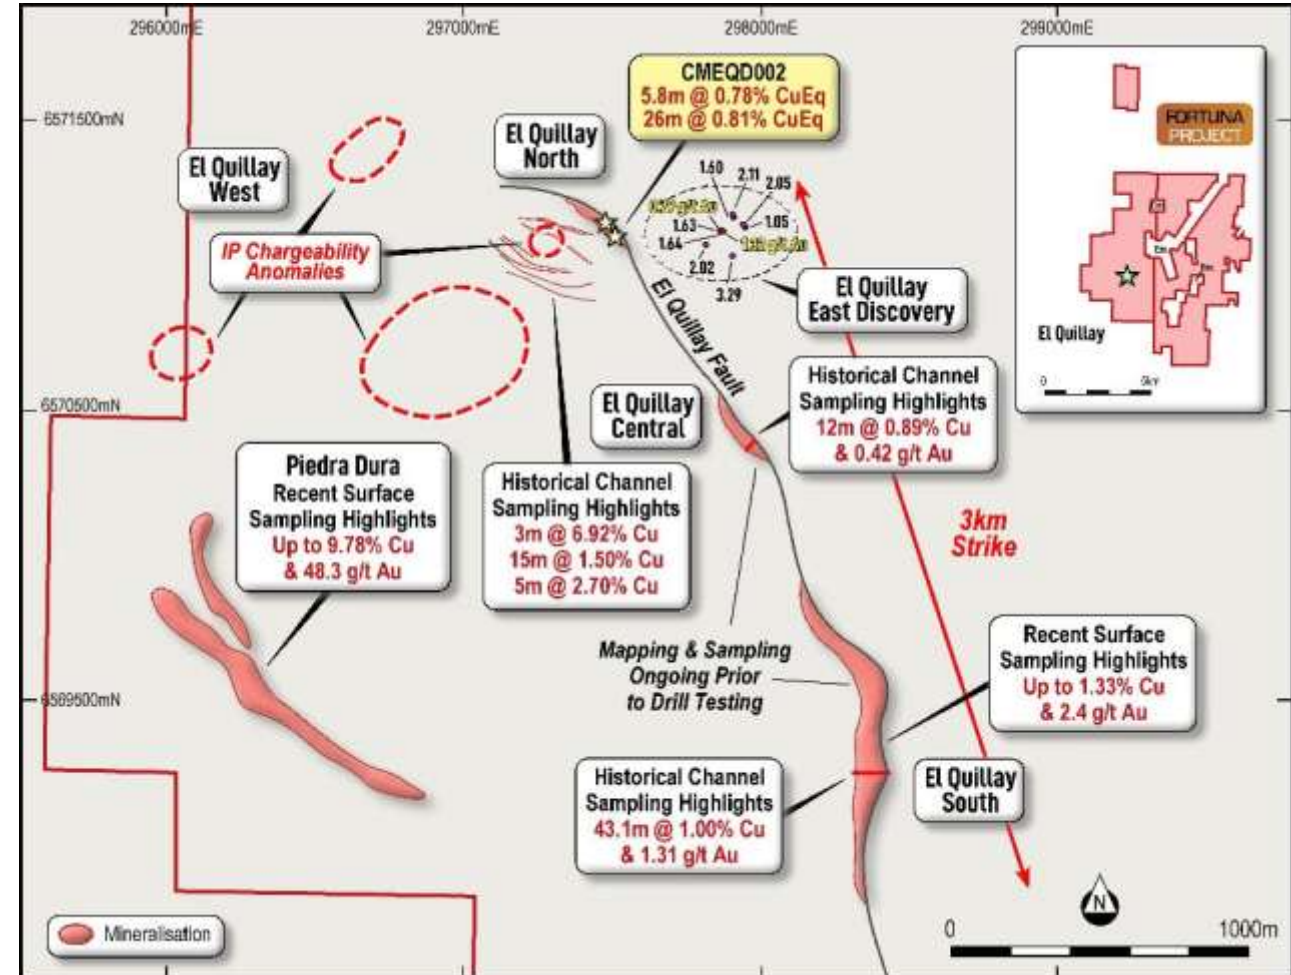 296000mE
297000mE
298000mE
299000mE
6571500mN
6570500mN
6569500mN
CMEQD002
5.8m @ 0.78% CuEq
26m @ 0.81% CuEq
El Quillay
North
El Quillay
West
IP Chargeability
Anomalies
1.60
2.11
2.05
1.63
1.05
1.64
2.02
3.29
El Quillay
East Discovery
El Quillay Fault
FORTUNA
PROJECT
El Quillay
0
5km
Historical Channel
Sampling Highlights
12m @ 0.89% Cu
& 0.42 g/t Au
El Quillay
Central
Piedra Dura
Recent Surface
Sampling Highlights
Up to 9.78% Cu
& 48.3 g/t Au
Historical Channel
Sampling Highlights
3m @ 6.92% Cu
15m @ 1.50% Cu
5m @ 2.70% Cu
3km
Strike
Mapping & Sampling
Ongoing Prior
to Drill Testing
Recent Surface
Sampling Highlights
Up to 1.33% Cu
& 2.4 g/t Au
Historical Channel
Sampling Highlights
43.1m @ 1.00% Cu
& 1.31 g/t Au
El Quillay
South
Mineralisation
N
0
1000m